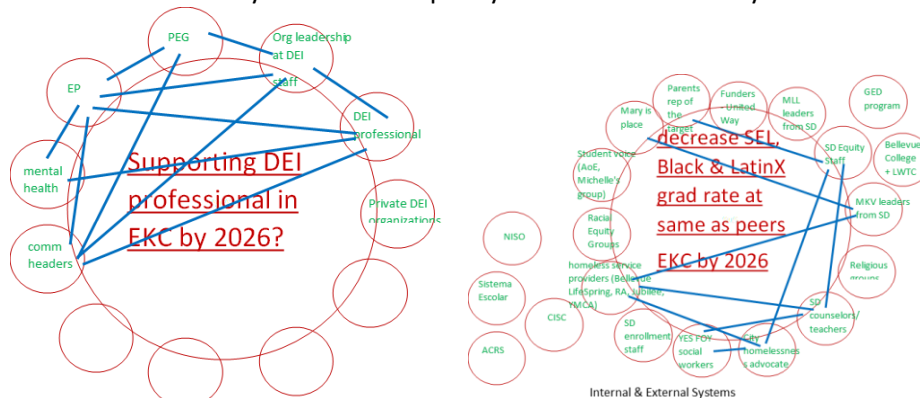 PEG
Org leadership
at DEI
staff
EP
DEI
professional
mental
health
Supporting DEI
professional in
EKC by 2026?
Private DEI
organizations
comm
headers
Parents
rep of
the
target
Funders
- United
Way
MLL
leaders
from SD
GED
program
Mary is
place
decrease SEI,
Black & LatinX
grad rate at
same as peers
EKC by 2026
SD Equity
Staff
Bellevue
College
+ LWTC
Student voice
(AoE,
Michelle's
group)
MKV leaders
from SD
Racial
Equity
Groups
NISO
homeless service
providers (Bellevue
LifeSpring, RA, Jubilee,
YMCA)
Religious
groups
Sistema
Escolar
CISC
SD
counselors/
teachers
SD
enrollment
staff
YES FOY
social
workers
City
homelessnes
s advocate
ACRS
Internal & External Systems